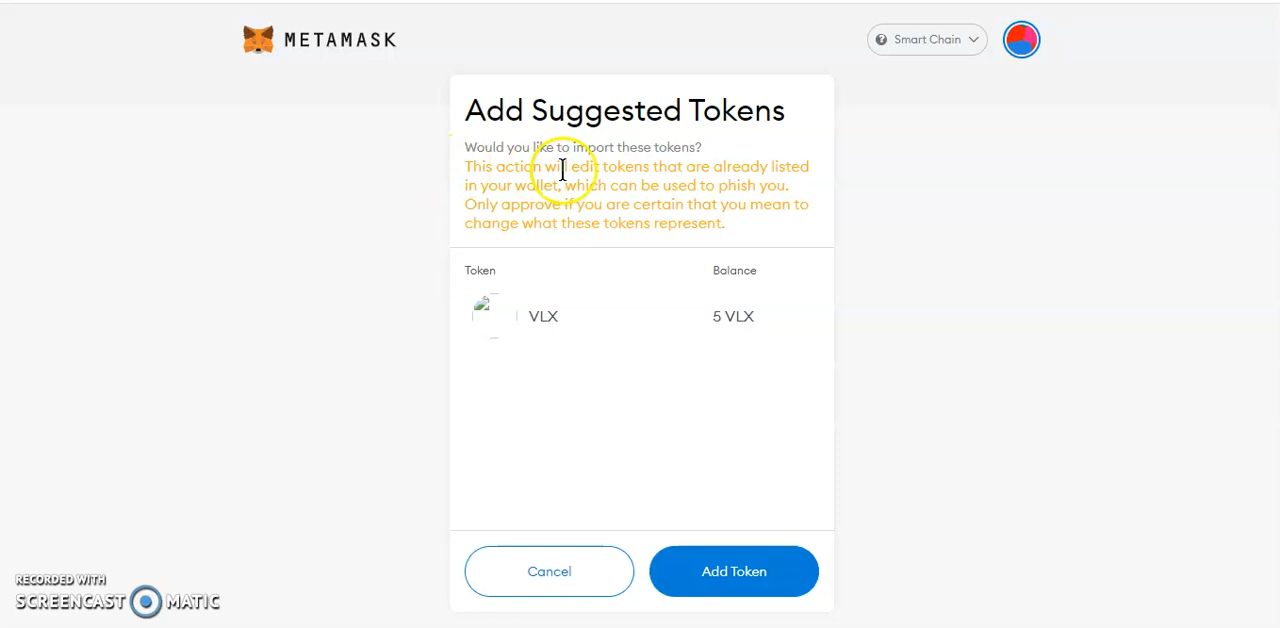 METAMASK
Smart Chain
Add Suggested Tokens
Would you like to import these tokens?
This action will edit tokens that are already listed
in your wallet, which can be used to phish you.
Only approve if you are certain that you mean to
change what these tokens represent.
Token Balance
VLX 5 VLX
Cancel Add Token
RECORDED WITH
SCREENCAST MATIC